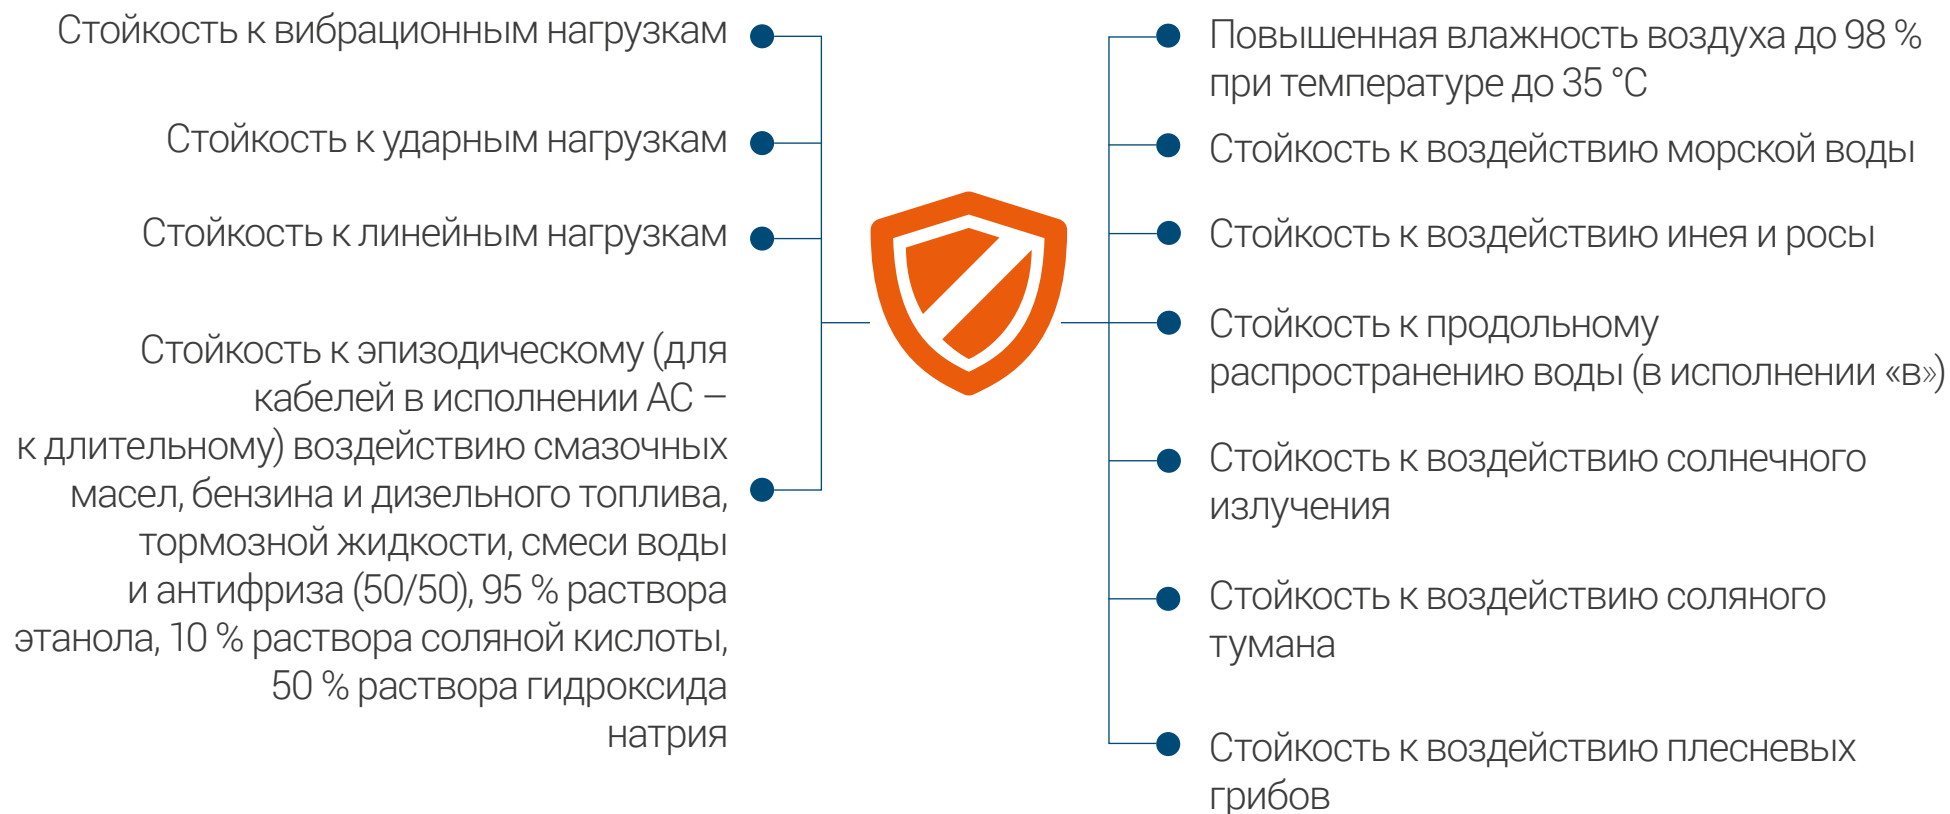 Стойкость к вибрационным нагрузкам
Стойкость к ударным нагрузкам
Стойкость к линейным нагрузкам
Стойкость к эпизодическому (для
кабелей в исполнении АС –
к длительному) воздействию смазочных
масел, бензина и дизельного топлива,
тормозной жидкости, смеси воды
и антифриза (50/50), 95 % раствора
этанола, 10 % раствора соляной кислоты,
50 % раствора гидроксида
натрия
Повышенная влажность воздуха до 98 %
при температуре до 35 °С
Стойкость к воздействию морской воды
Стойкость к воздействию инея и росы
Стойкость к продольному
распространению воды (в исполнении «в»)
Стойкость к воздействию солнечного
излучения
Стойкость к воздействию соляного
тумана
Стойкость к воздействию плесневых
грибов